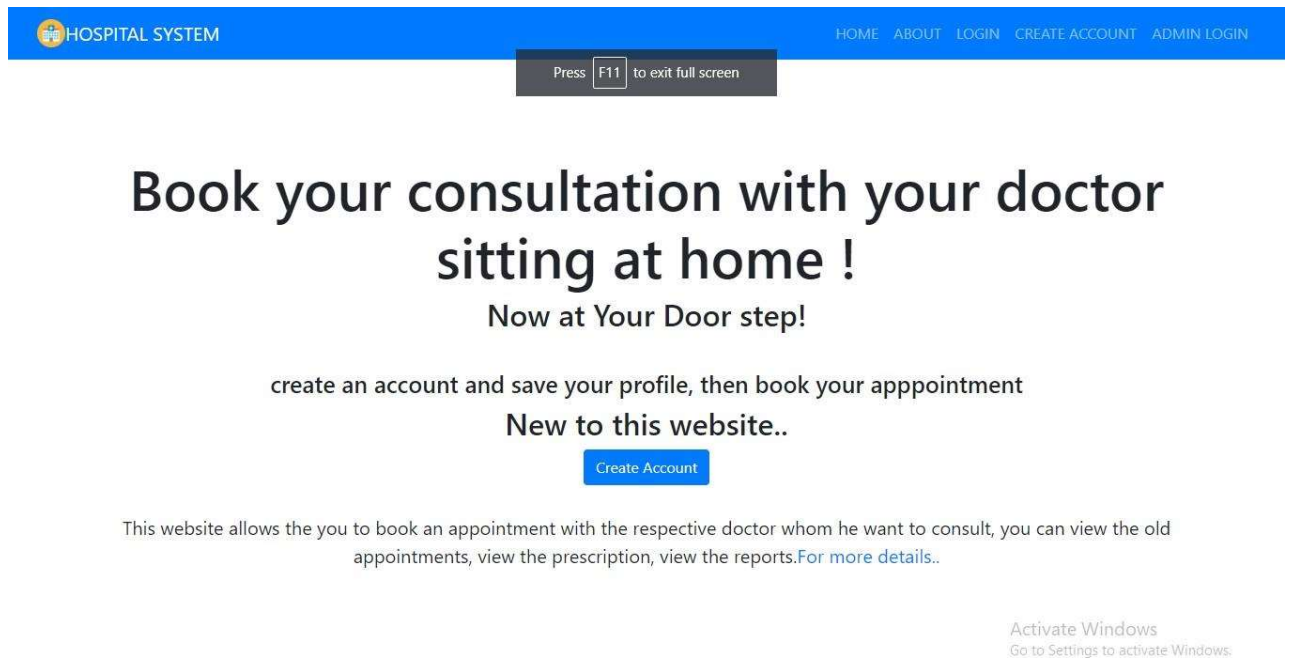 HOSPITAL SYSTEM
HOME ABOUT LOGIN CREATE ACCOUNT ADMIN LOGIN
Press F11 to exit full screen
Book your consultation with your doctor
sitting at home !
Now at Your Door step!
create an account and save your profile, then book your apppointment
New to this website..
Create Account
This website allows the you to book an appointment with the respective doctor whom he want to consult, you can view the old
appointments, view the prescription, view the reports.For more details..
Activate Windows
Go to Settings to activate Windows.